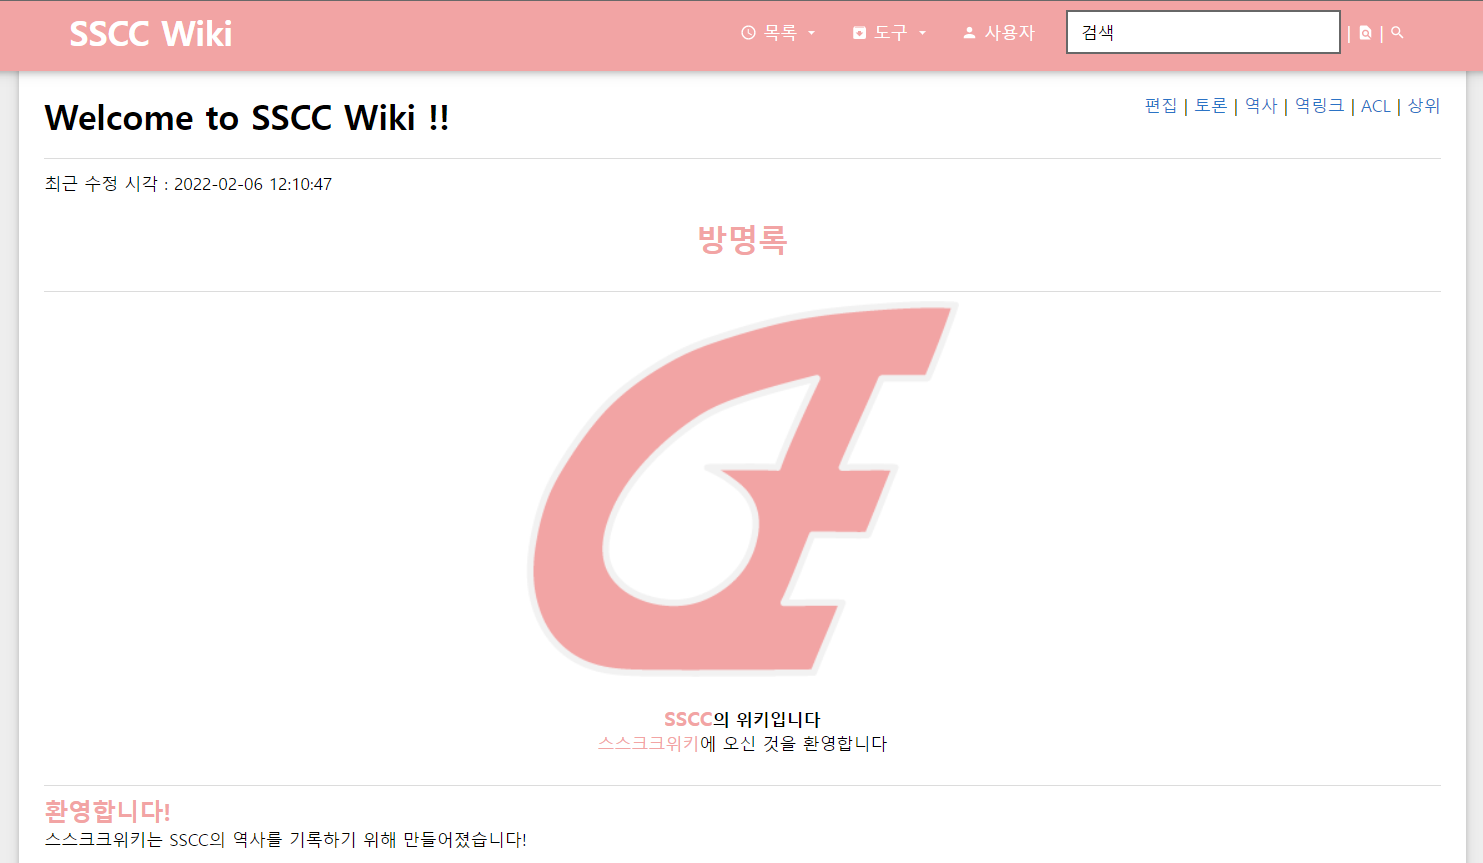 SSCC Wiki 목록 도구 사용자 검색 | |
Welcome to SSCC Wiki !!
편집 | 토론 | 역사 | 역링크 | ACL | 상위
최근 수정 시각 : 2022-02-06 12:10:47
방명록
SSCC의 위키입니다
스스크크위키에 오신 것을 환영합니다
환영합니다!
스스크크위키는 SSCC의 역사를 기록하기 위해 만들어졌습니다!